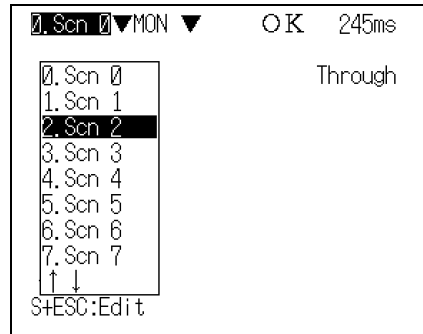 0.Scn 0▼MON ▼ OK 245ms
Through
0.Scn 0
1.Scn 1
2.Scn 2
3.Scn 3
4.Scn 4
5.Scn 5
6.Scn 6
7.Scn 7
↑ ↓
S+ESC:Edit